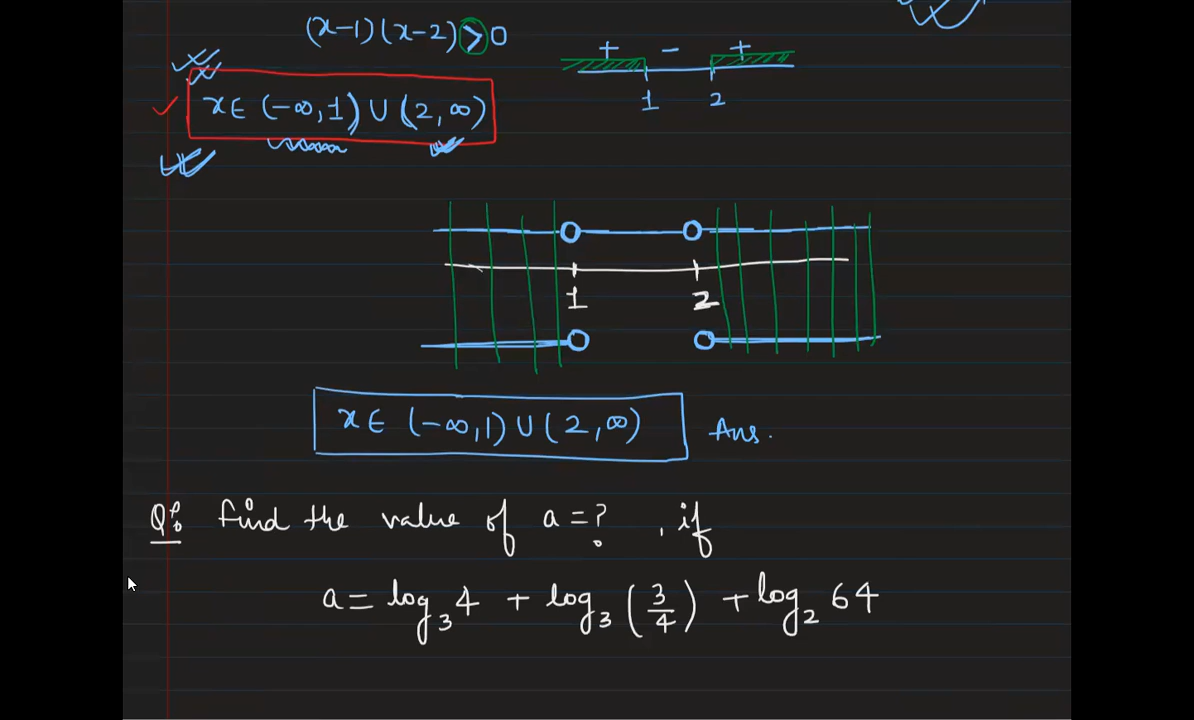 (x-1)(x-2) > 0
+ - +
1 2
x ∈ (-∞, 1) ∪ (2, ∞)
1 2
x ∈ (-∞, 1) ∪ (2, ∞) Ans.
Q: find the value of a = ? , if
a = log₃4 + log₃(3/4) + log₂64